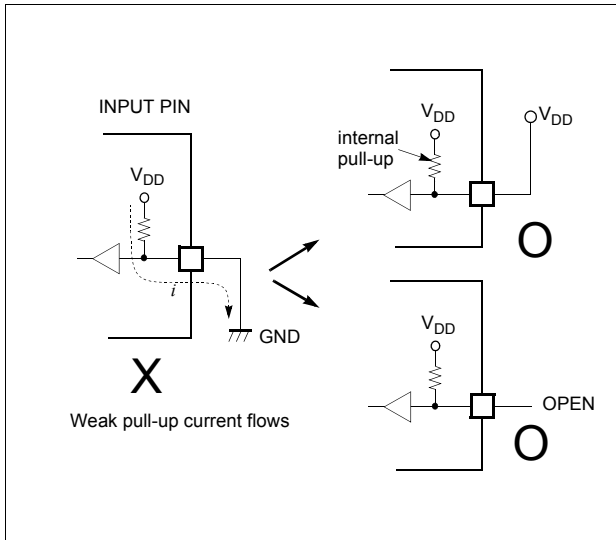 INPUT PIN
VDD
i
GND
X
Weak pull-up current flows
VDD
internal
pull-up
VDD
O
VDD
OPEN
O